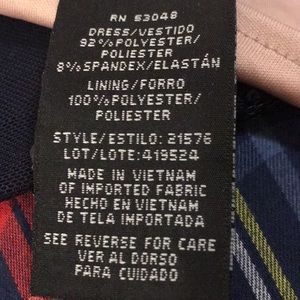 RN 53048
DRESS/VESTIDO
92%POLYESTER/
POLIESTER
8%SPANDEX/ELASTÁN
LINING/FORRO
100%POLYESTER/
POLIESTER
STYLE/ESTILO: 21576
LOT/LOTE: 419524
MADE IN VIETNAM
OF IMPORTED FABRIC
HECHO EN VIETNAM
DE TELA IMPORTADA
SEE REVERSE FOR CARE
VER AL DORSO
PARA CUIDADO